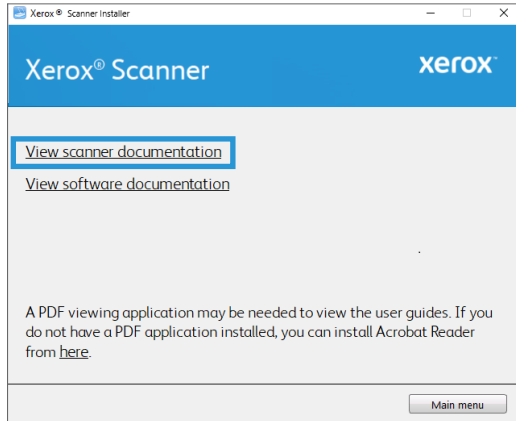 Xerox® Scanner Installer
Xerox® Scanner
xerox™
View scanner documentation
View software documentation
A PDF viewing application may be needed to view the user guides. If you
do not have a PDF application installed, you can install Acrobat Reader
from here.
Main menu